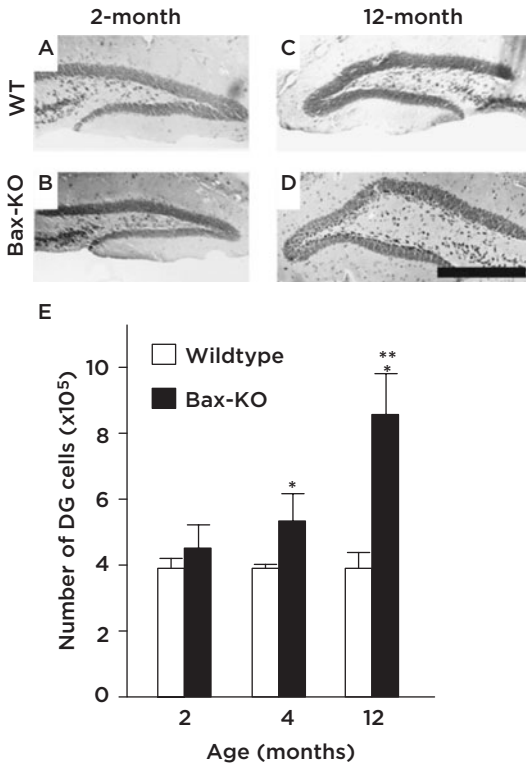 2-month 12-month
WT
A
C
Bax-KO
B
D
E
Number of DG cells (x10⁵)
10
8
6
4
2
0
Wildtype
Bax-KO
*
**
*
2 4 12
Age (months)